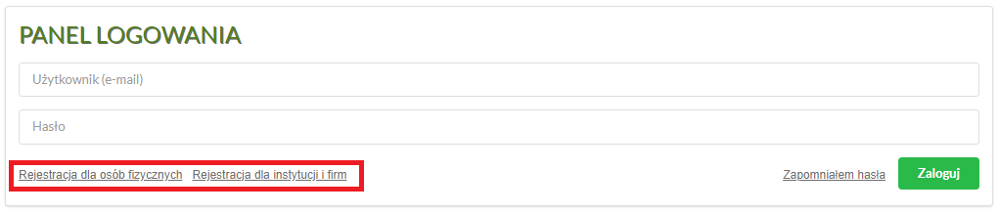 PANEL LOGOWANIA
Użytkownik (e-mail)
Hasło
Rejestracja dla osób fizycznych Rejestracja dla instytucji i firm Zapomniałem hasła Zaloguj